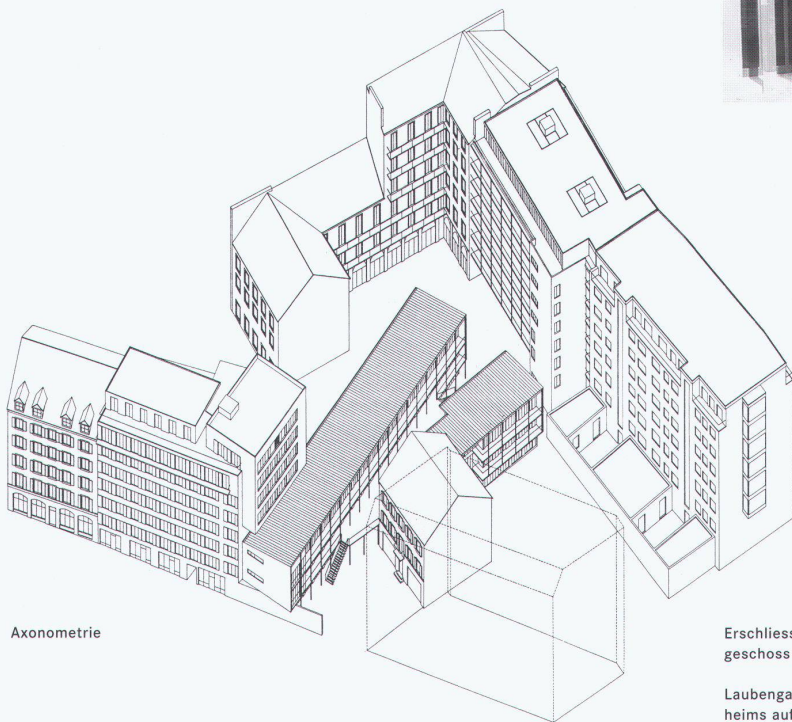 Axonometrie
Erschliess
geschoss
Laubenga
heims auf